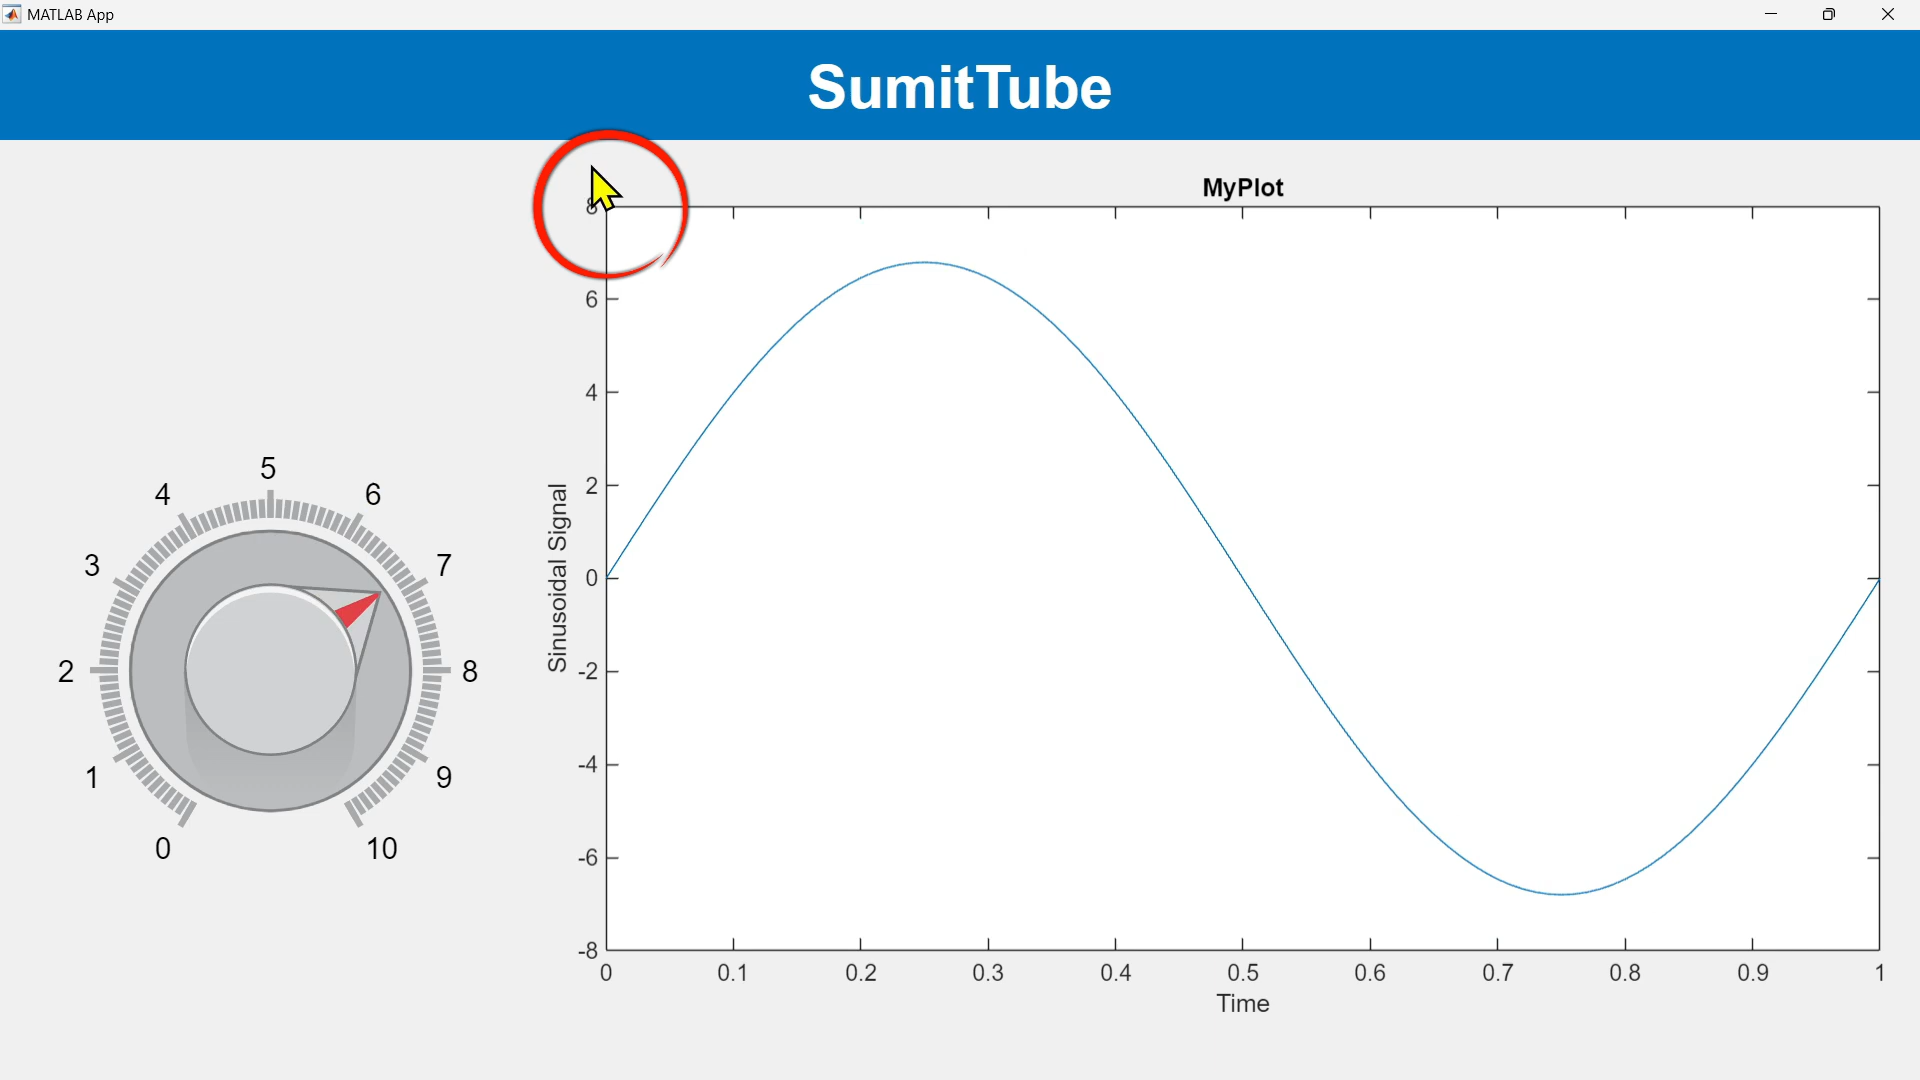 MATLAB App
SumitTube
MyPlot
8
6
4
2
0
-2
-4
-6
-8
Sinusoidal Signal
0 0.1 0.2 0.3 0.4 0.5 0.6 0.7 0.8 0.9 1
Time
5
4 6
3 7
2 8
1 9
0 10